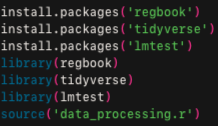 install.packages('regbook')
install.packages('tidyverse')
install.packages('lmtest')
library(regbook)
library(tidyverse)
library(lmtest)
source('data_processing.r')